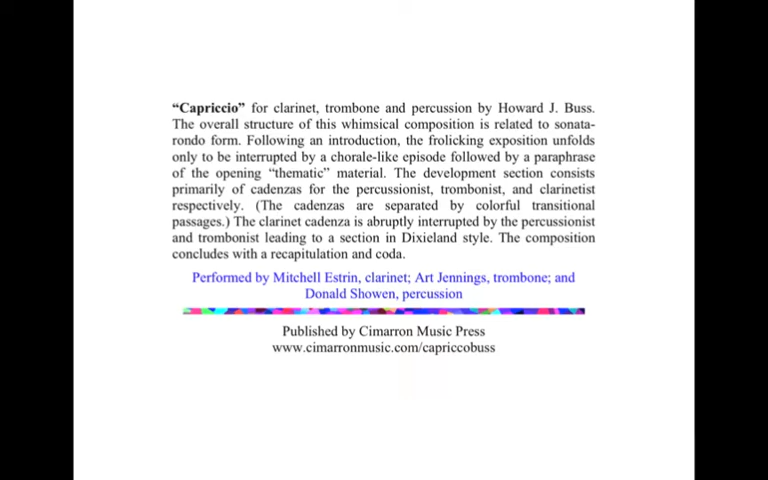 “Capriccio” for clarinet, trombone and percussion by Howard J. Buss.
The overall structure of this whimsical composition is related to sonata-
rondo form. Following an introduction, the frolicking exposition unfolds
only to be interrupted by a chorale-like episode followed by a paraphrase
of the opening “thematic” material. The development section consists
primarily of cadenzas for the percussionist, trombonist, and clarinetist
respectively. (The cadenzas are separated by colorful transitional
passages.) The clarinet cadenza is abruptly interrupted by the percussionist
and trombonist leading to a section in Dixieland style. The composition
concludes with a recapitulation and coda.
Performed by Mitchell Estrin, clarinet; Art Jennings, trombone; and
Donald Showen, percussion
Published by Cimarron Music Press
www.cimarronmusic.com/capriccobuss